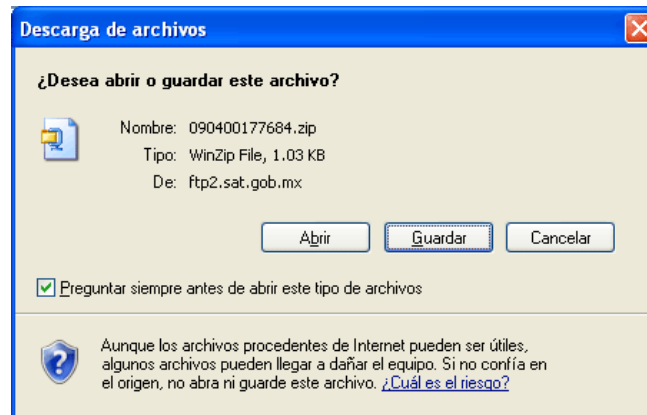 Descarga de archivos
¿Desea abrir o guardar este archivo?
Nombre: 090400177684.zip
Tipo: WinZip File, 1.03 KB
De: ftp2.sat.gob.mx
Abrir Guardar Cancelar
Preguntar siempre antes de abrir este tipo de archivos
Aunque los archivos procedentes de Internet pueden ser útiles,
algunos archivos pueden llegar a dañar el equipo. Si no confía en
el origen, no abra ni guarde este archivo. ¿Cuál es el riesgo?